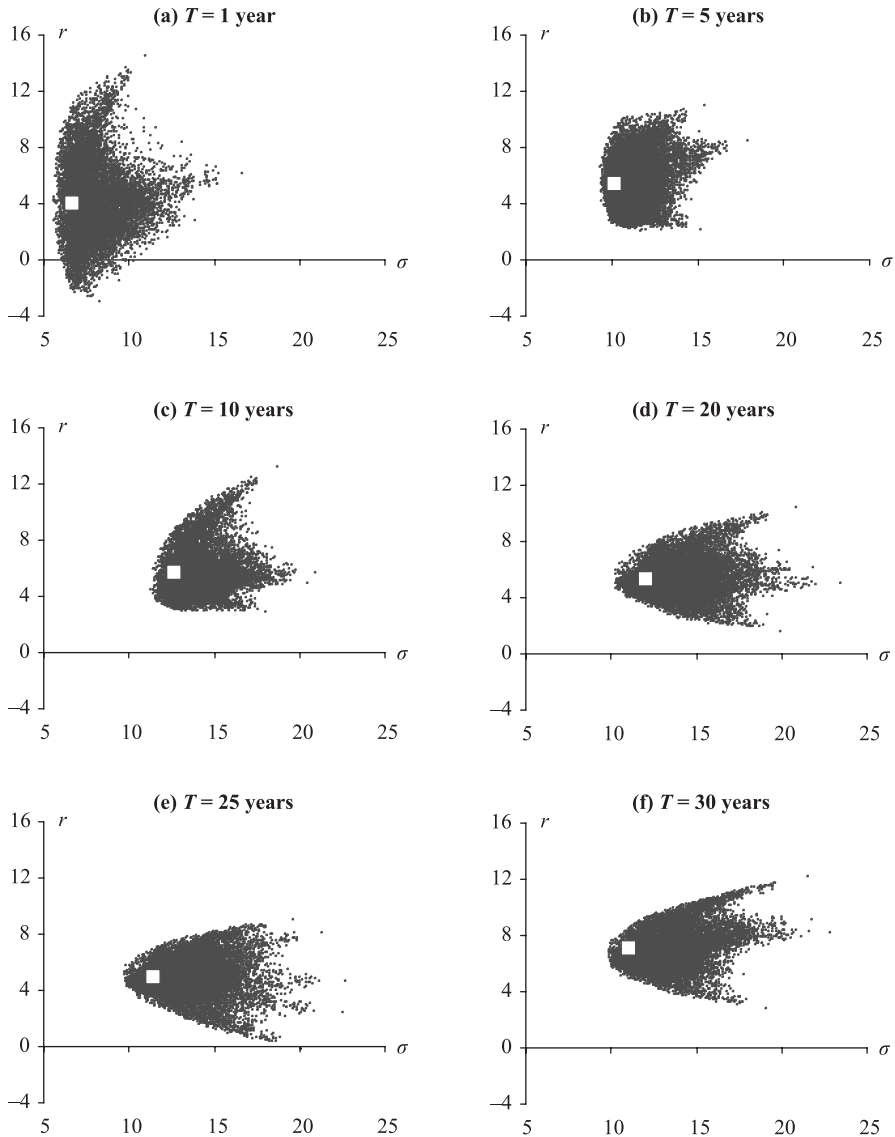 (a) T = 1 year
16 r
12
8
4
0 σ
–4
5 10 15 20 25
(b) T = 5 years
16 r
12
8
4
0 σ
–4
5 10 15 20 25
(c) T = 10 years
16 r
12
8
4
0 σ
–4
5 10 15 20 25
(d) T = 20 years
16 r
12
8
4
0 σ
–4
5 10 15 20 25
(e) T = 25 years
16 r
12
8
4
0 σ
–4
5 10 15 20 25
(f) T = 30 years
16 r
12
8
4
0 σ
–4
5 10 15 20 25